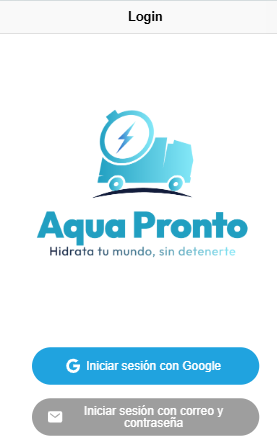 Login
Aqua Pronto
Hidrata tu mundo, sin detenerte
Iniciar sesión con Google
Iniciar sesión con correo y
contraseña